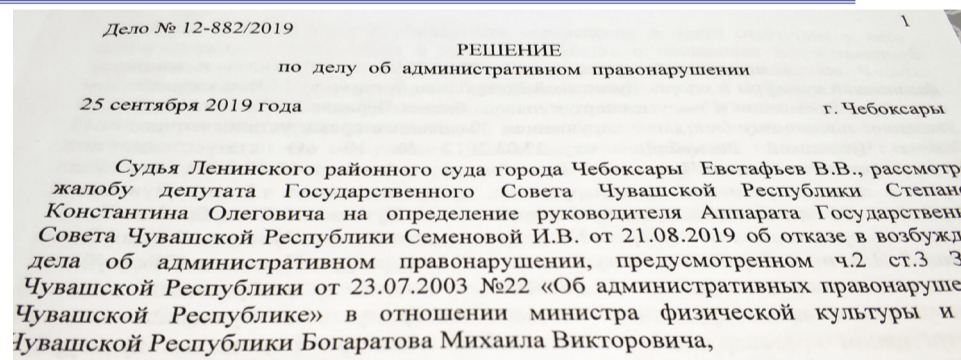 1
Дело № 12-882/2019
РЕШЕНИЕ
по делу об административном правонарушении
25 сентября 2019 года г. Чебоксары
Судья Ленинского районного суда города Чебоксары Евстафьев В.В., рассмотр
жалобу депутата Государственного Совета Чувашской Республики Степан
Константина Олеговича на определение руководителя Аппарата Государствен
Совета Чувашской Республики Семеновой И.В. от 21.08.2019 об отказе в возбужд
дела об административном правонарушении, предусмотренном ч.2 ст.3 З
Чувашской Республики от 23.07.2003 №22 «Об административных правонаруше
Чувашской Республике» в отношении министра физической культуры и
Чувашской Республики Богаратова Михаила Викторовича,